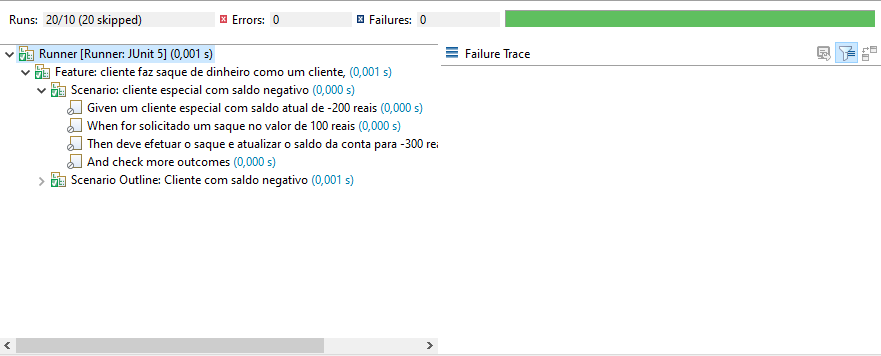 Runs: 20/10 (20 skipped) Errors: 0 Failures: 0
Runner [Runner: JUnit 5] (0,001 s)
Failure Trace
Feature: cliente faz saque de dinheiro como um cliente, (0,001 s)
Scenario: cliente especial com saldo negativo (0,000 s)
Given um cliente especial com saldo atual de -200 reais (0,000 s)
When for solicitado um saque no valor de 100 reais (0,000 s)
Then deve efetuar o saque e atualizar o saldo da conta para -300 rea
And check more outcomes (0,000 s)
Scenario Outline: Cliente com saldo negativo (0,001 s)